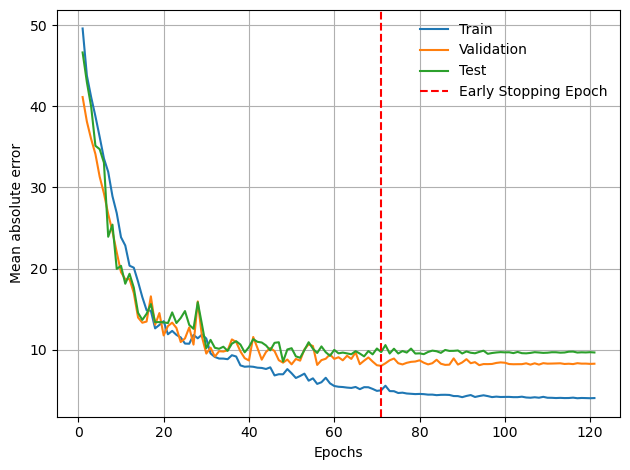 50
40
30
20
10
Mean absolute error
Train
Validation
Test
Early Stopping Epoch
0 20 40 60 80 100 120
Epochs